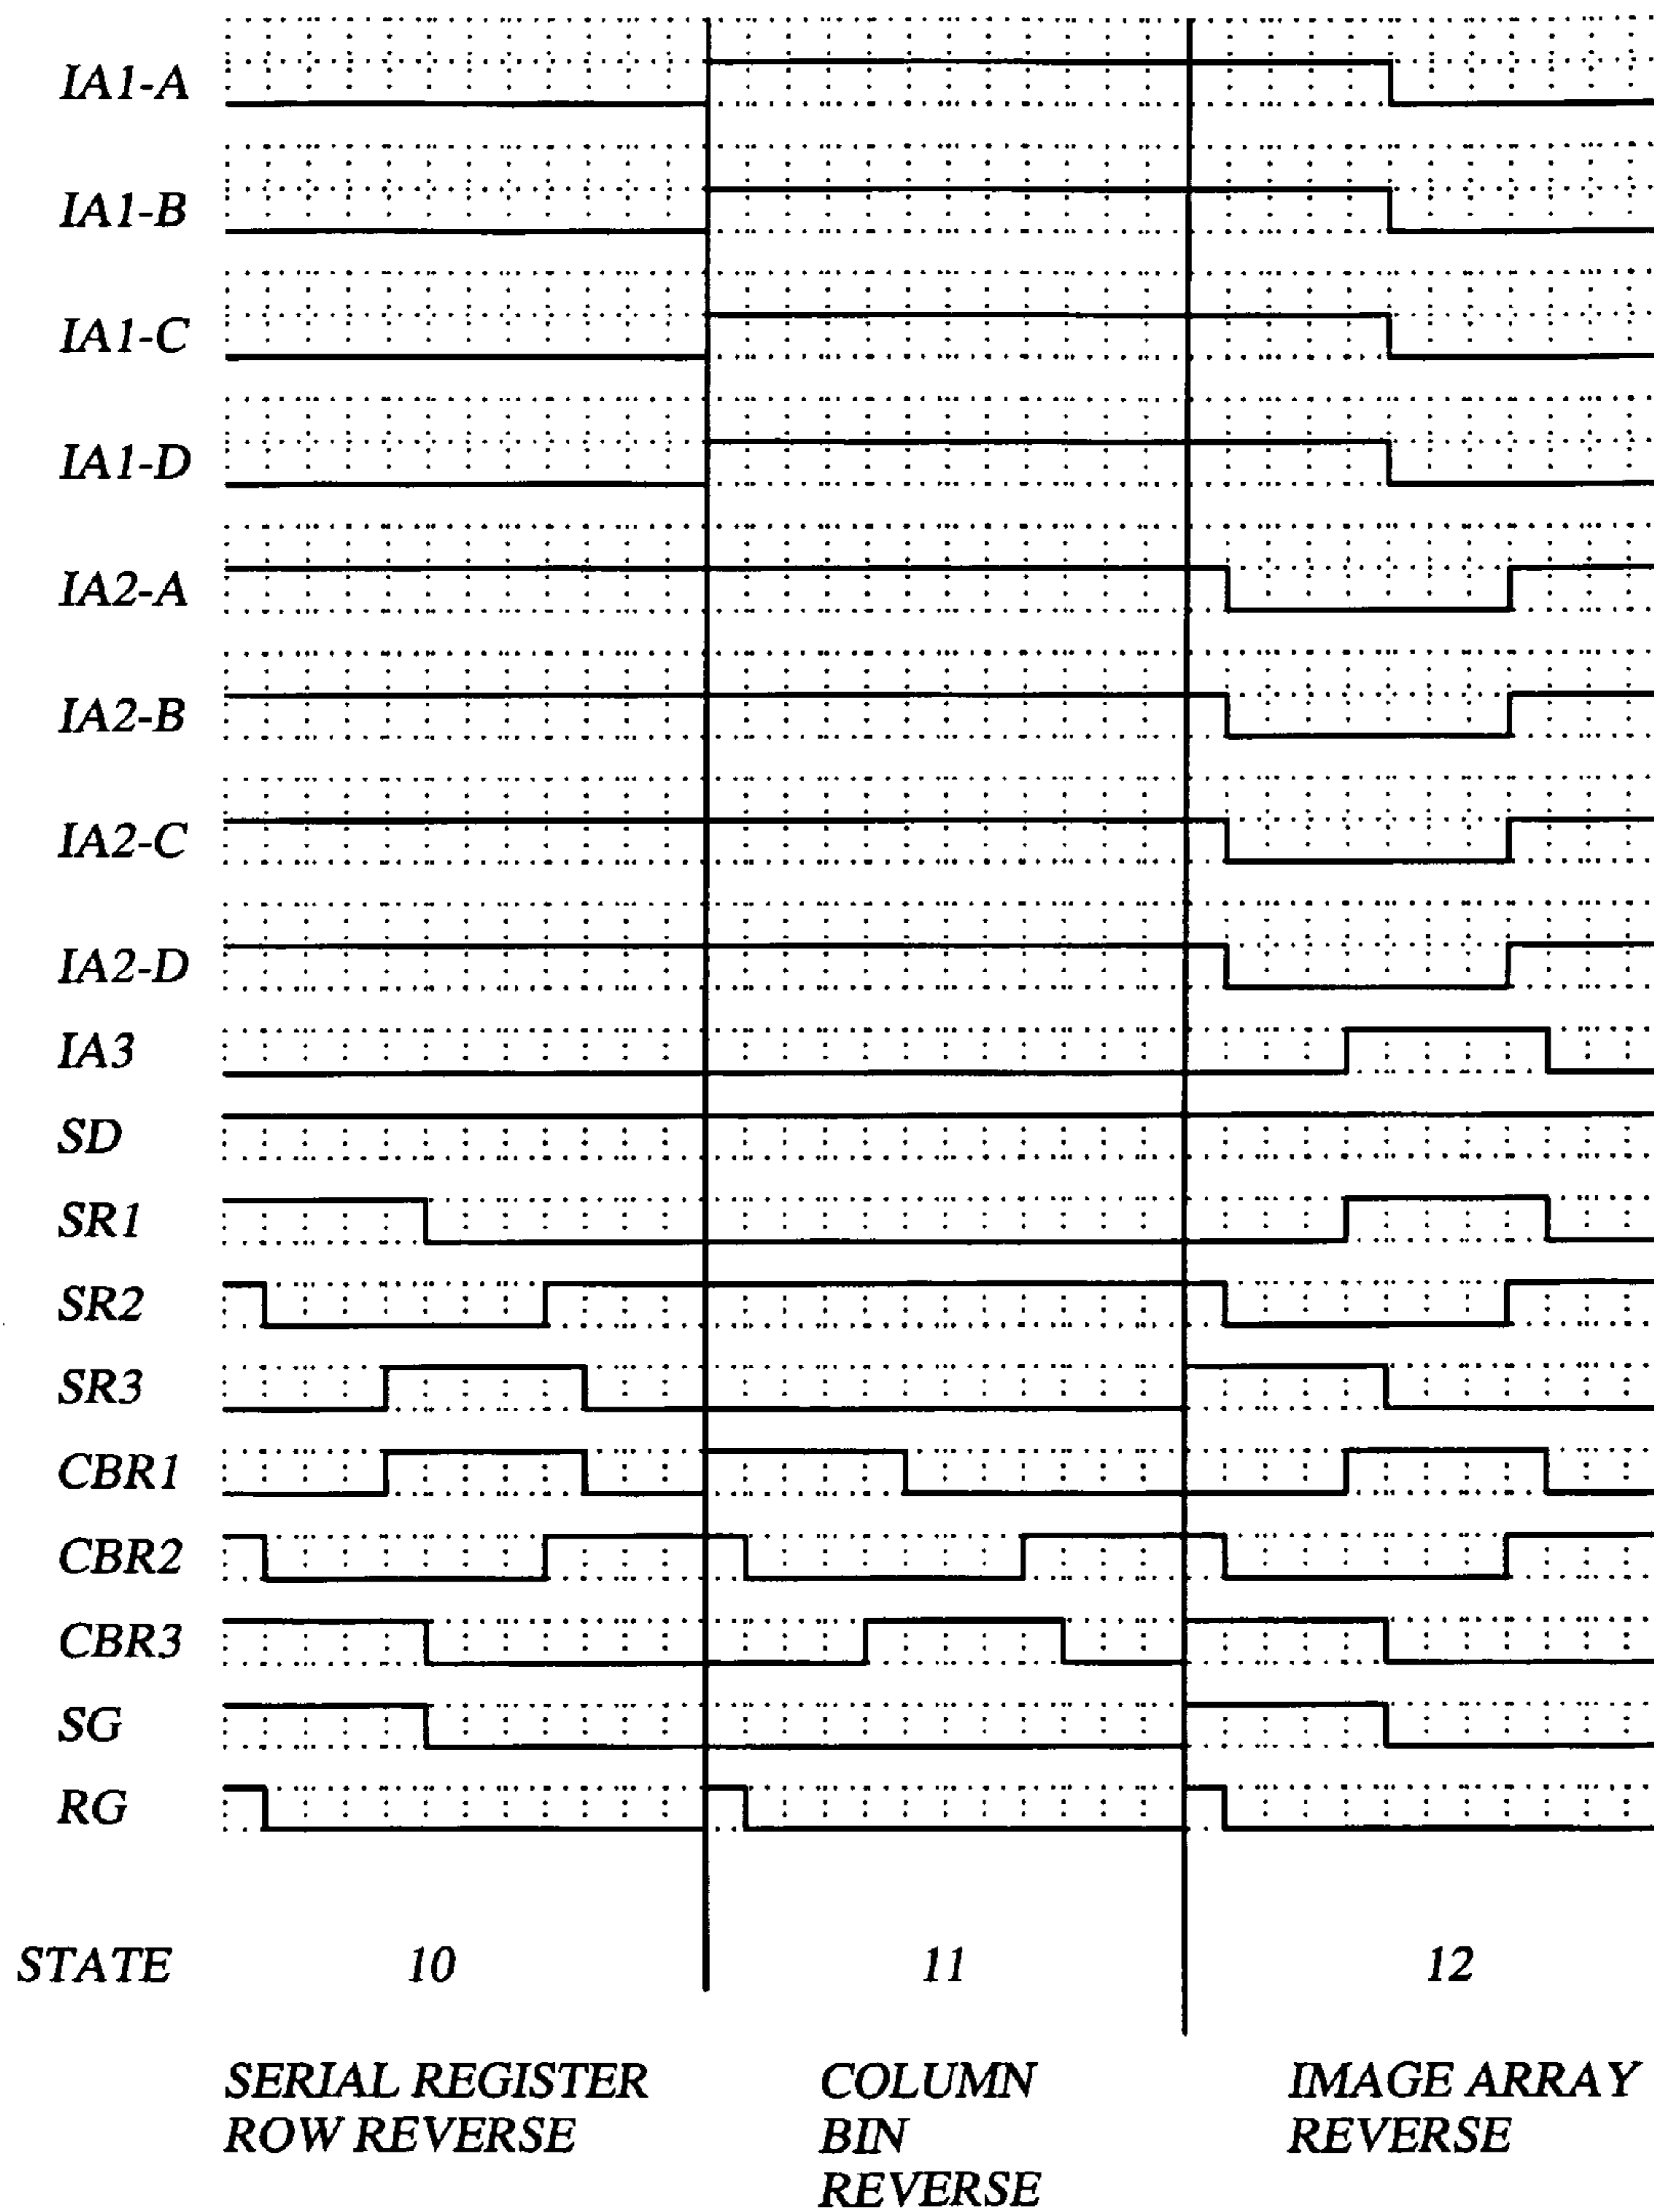 IA1-A
IA1-B
IA1-C
IA1-D
IA2-A
IA2-B
IA2-C
IA2-D
IA3
SD
SR1
SR2
SR3
CBR1
CBR2
CBR3
SG
RG
STATE 10 11 12
SERIAL REGISTER
ROW REVERSE
COLUMN
BIN
REVERSE
IMAGE ARRAY
REVERSE